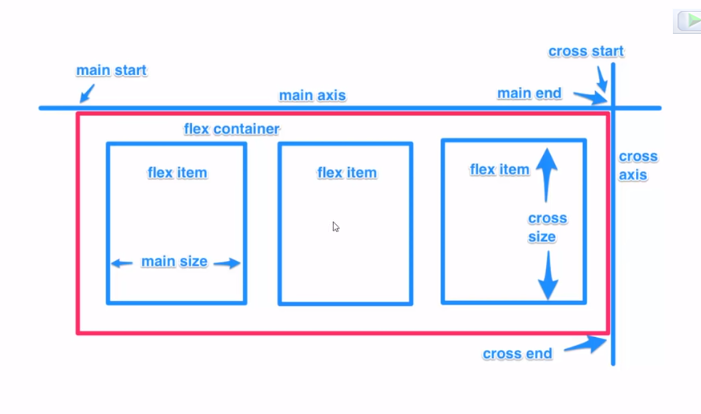 cross start
main start
main axis
main end
flex container
cross
axis
flex item
flex item
flex item
cross
size
main size
cross end